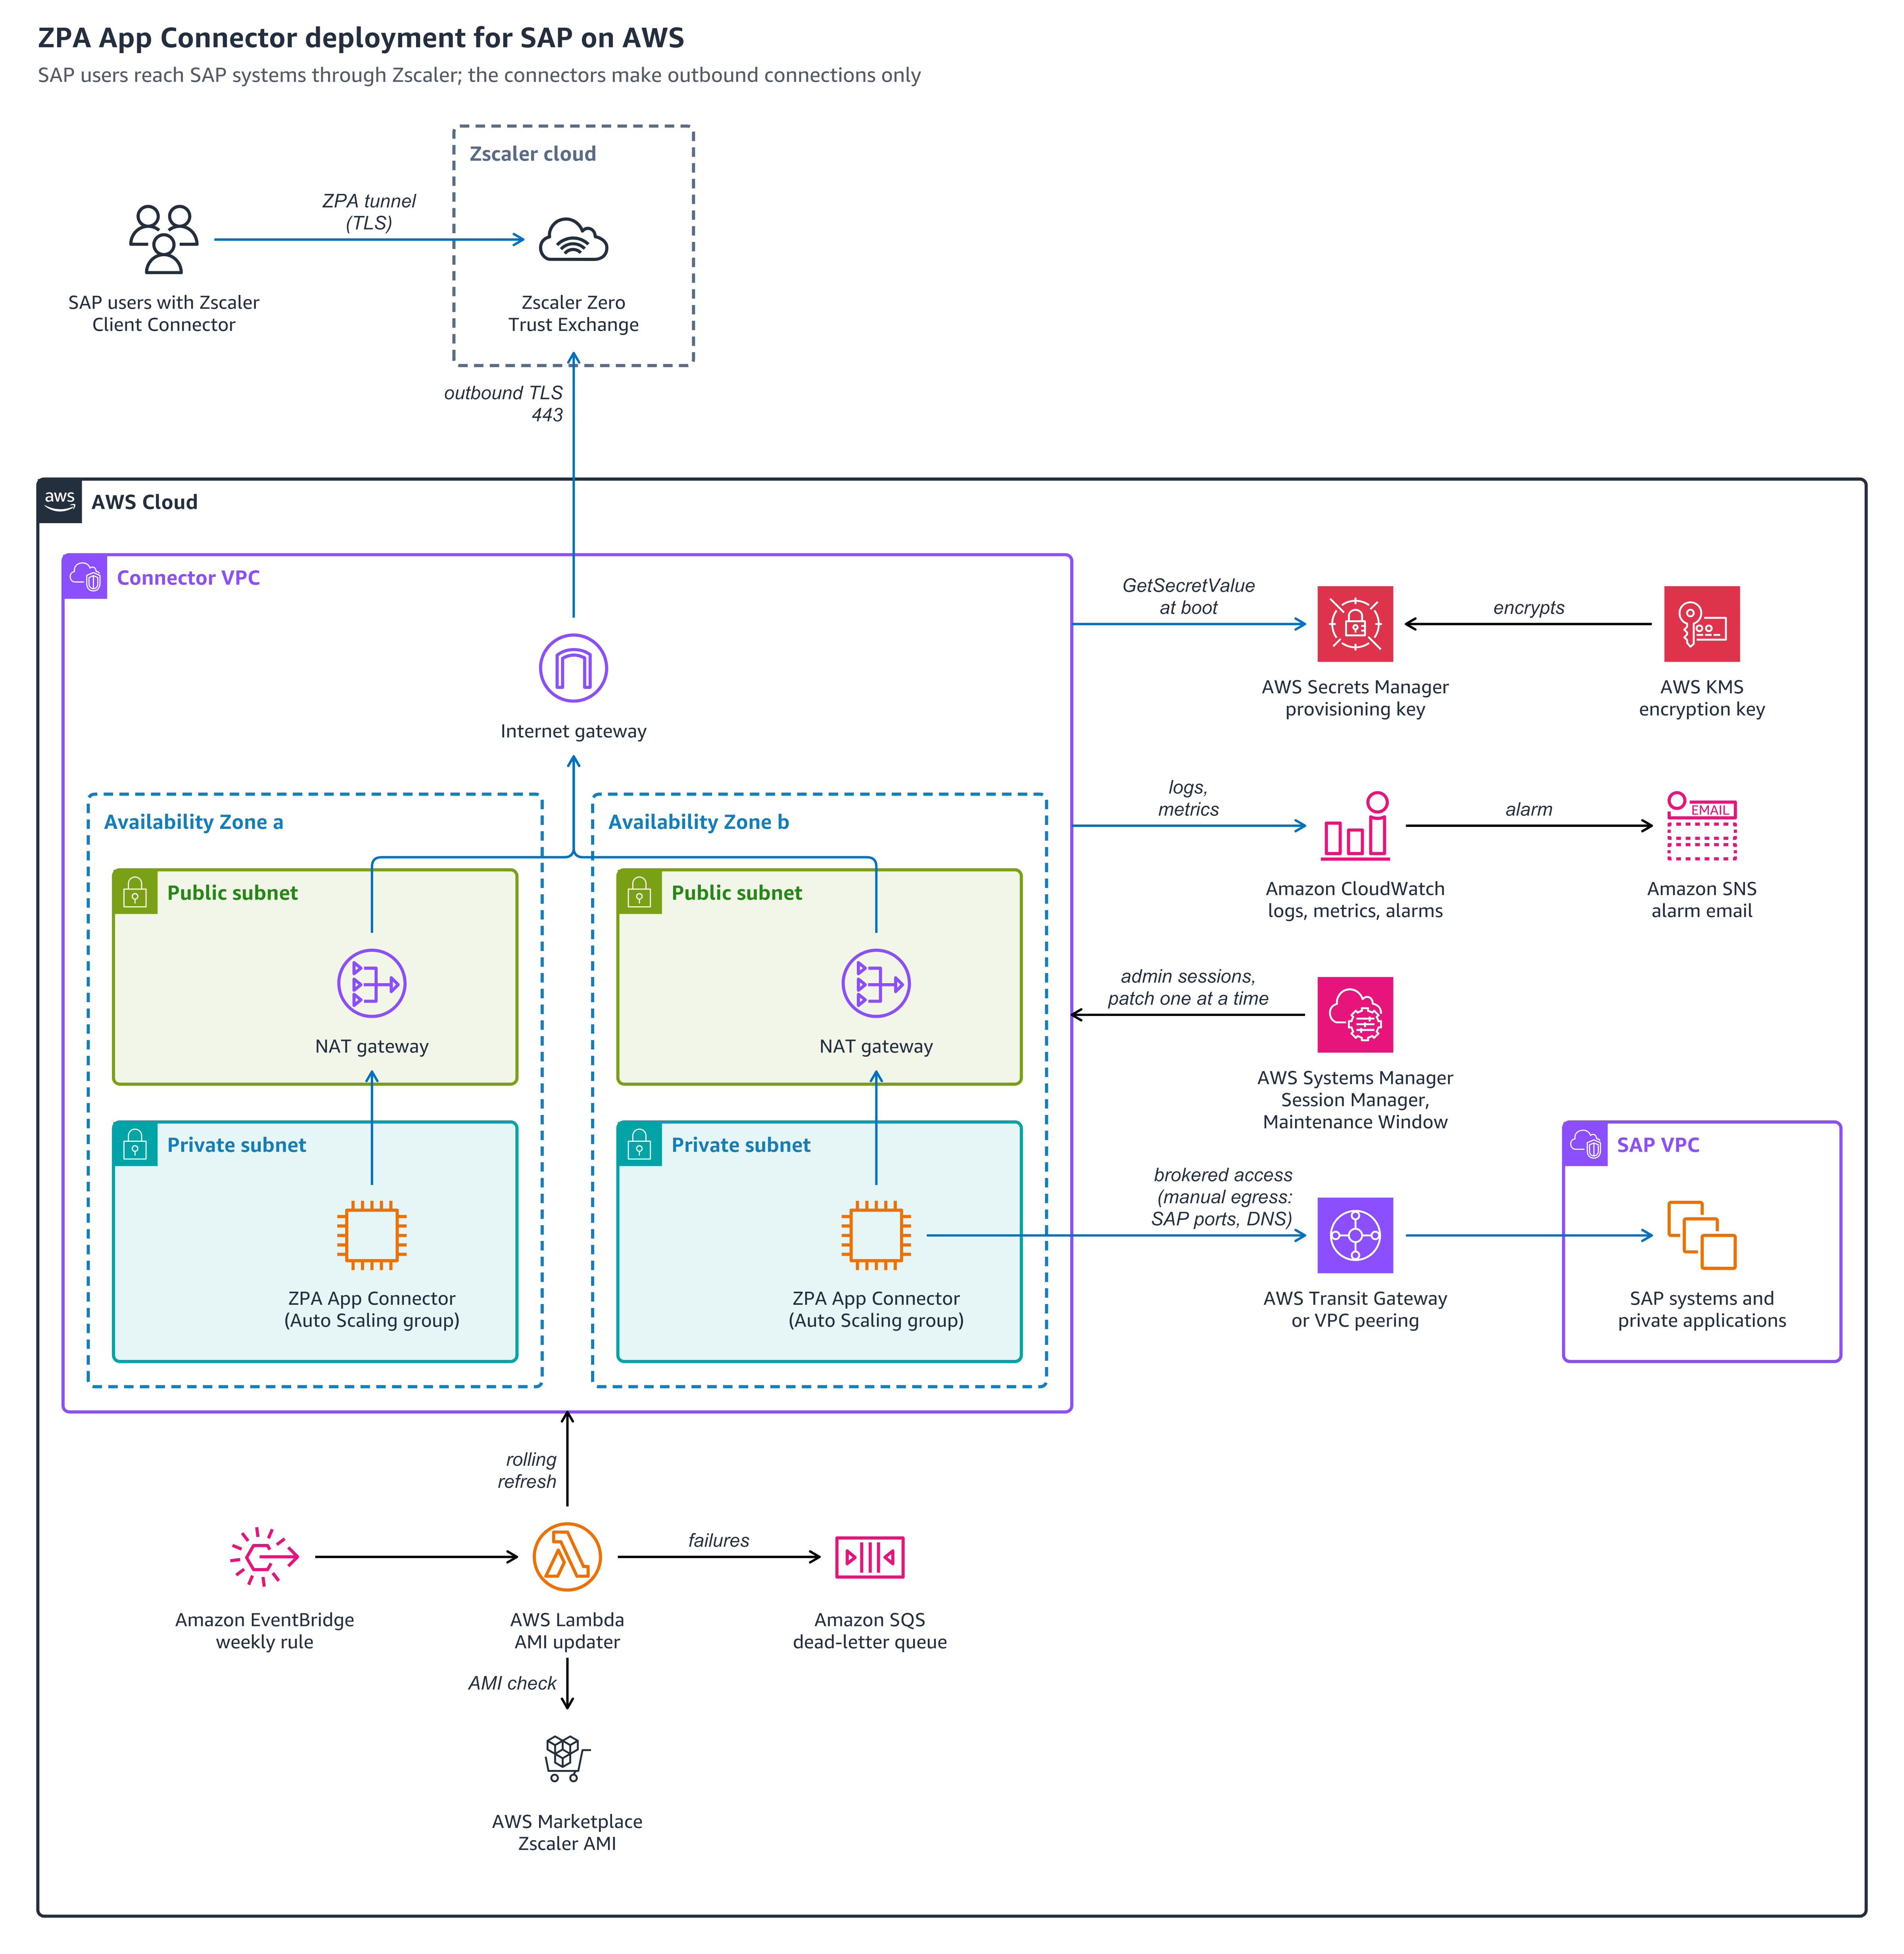 ZPA App Connector deployment for SAP on AWS
SAP users reach SAP systems through Zscaler; the connectors make outbound connections only
Zscaler cloud
ZPA tunnel
(TLS)
SAP users with Zscaler
Client Connector
Zscaler Zero
Trust Exchange
outbound TLS
443
aws
AWS Cloud
Connector VPC
GetSecretValue
at boot
encrypts
AWS Secrets Manager
provisioning key
AWS KMS
encryption key
Internet gateway
logs,
metrics
alarm
EMAIL
Amazon CloudWatch
logs, metrics, alarms
Amazon SNS
alarm email
Availability Zone a
Availability Zone b
Public subnet
Public subnet
NAT gateway
NAT gateway
admin sessions,
patch one at a time
AWS Systems Manager
Session Manager,
Maintenance Window
Private subnet
Private subnet
SAP VPC
brokered access
(manual egress:
SAP ports, DNS)
ZPA App Connector
(Auto Scaling group)
ZPA App Connector
(Auto Scaling group)
AWS Transit Gateway
or VPC peering
SAP systems and
private applications
rolling
refresh
failures
Amazon EventBridge
weekly rule
AWS Lambda
AMI updater
Amazon SQS
dead-letter queue
AMI check
AWS Marketplace
Zscaler AMI